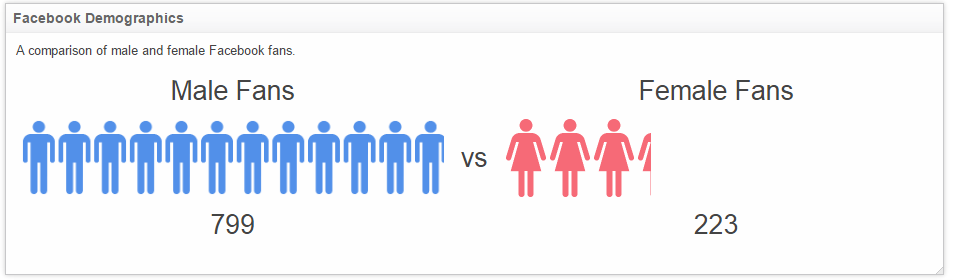 Facebook Demographics
A comparison of male and female Facebook fans.
Male Fans
Female Fans
vs
799
223